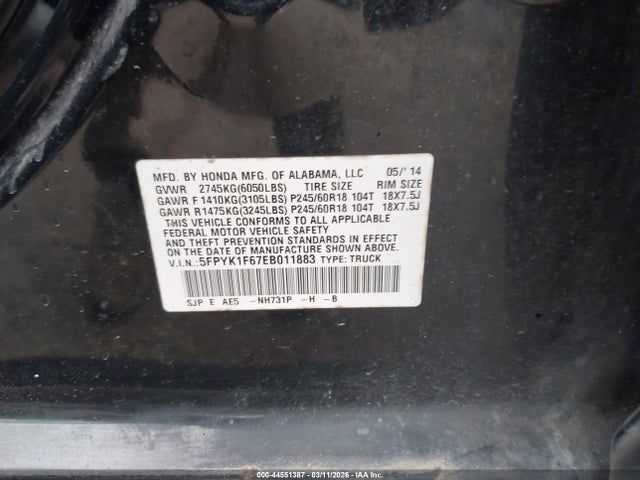 MFD. BY HONDA MFG. OF ALABAMA, LLC 05/'14
GVWR 2745KG(6050LBS) TIRE SIZE RIM SIZE
GAWR F 1410KG(3105LBS) P245/60R18 104T 18X7.5J
GAWR R1475KG(3245LBS) P245/60R18 104T 18X7.5J
THIS VEHICLE CONFORMS TO ALL APPLICABLE
FEDERAL MOTOR VEHICLE SAFETY
AND THEFT PREVENTION STANDARDS IN EFFECT
ON THE DATE OF MANUFACTURE SHOWN ABOVE.
V.I.N.:5FPYK1F67EB011883 TYPE: TRUCK
SJP E AE5 -NH731P -H -B
000-44551387 - 03/11/2026 - IAA Inc.